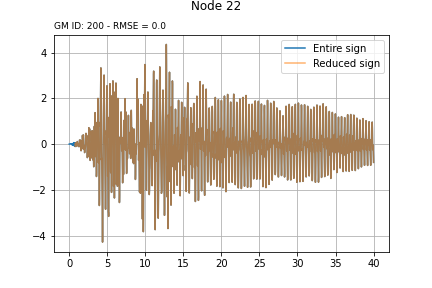 Node 22
GM ID: 200 - RMSE = 0.0
Entire sign
Reduced sign
4
2
0
−2
−4
0 5 10 15 20 25 30 35 40